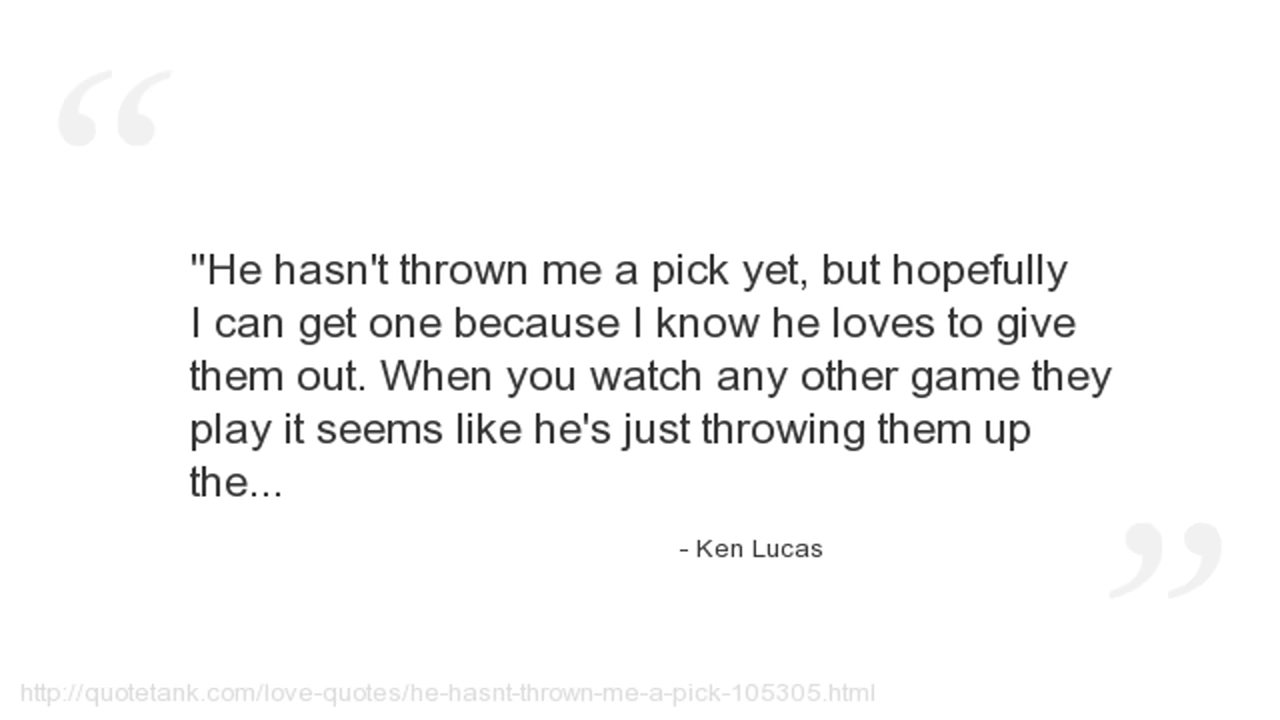 "He hasn't thrown me a pick yet, but hopefully
I can get one because I know he loves to give
them out. When you watch any other game they
play it seems like he's just throwing them up
the...
- Ken Lucas
http://quotetank.com/love-quotes/he-hasnt-thrown-me-a-pick-105305.html